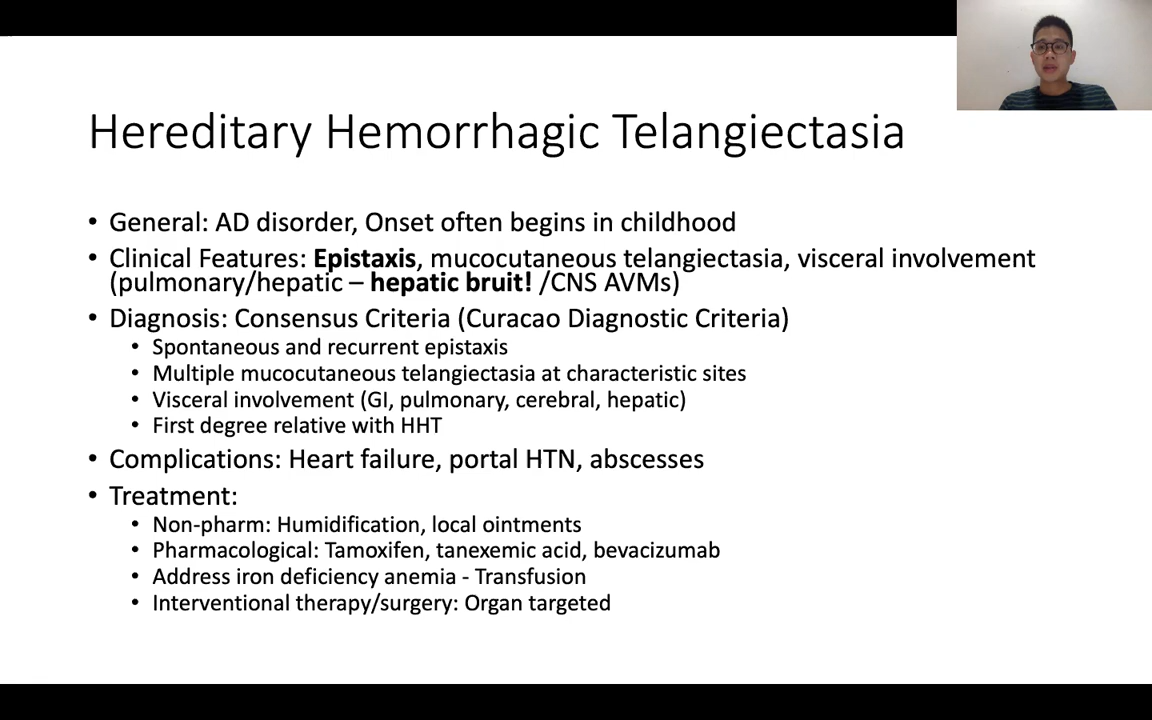 Hereditary Hemorrhagic Telangiectasia
• General: AD disorder, Onset often begins in childhood
• Clinical Features: Epistaxis, mucocutaneous telangiectasia, visceral involvement
(pulmonary/hepatic – hepatic bruit! /CNS AVMs)
• Diagnosis: Consensus Criteria (Curacao Diagnostic Criteria)
• Spontaneous and recurrent epistaxis
• Multiple mucocutaneous telangiectasia at characteristic sites
• Visceral involvement (GI, pulmonary, cerebral, hepatic)
• First degree relative with HHT
• Complications: Heart failure, portal HTN, abscesses
• Treatment:
• Non-pharm: Humidification, local ointments
• Pharmacological: Tamoxifen, tanexemic acid, bevacizumab
• Address iron deficiency anemia - Transfusion
• Interventional therapy/surgery: Organ targeted